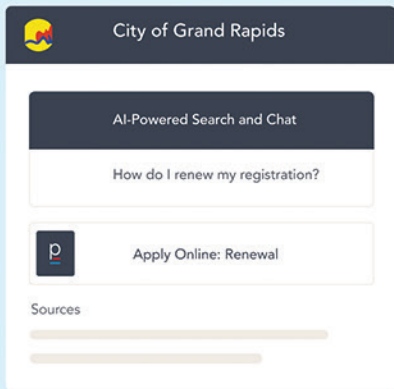 City of Grand Rapids
AI-Powered Search and Chat
How do I renew my registration?
p
Apply Online: Renewal
Sources